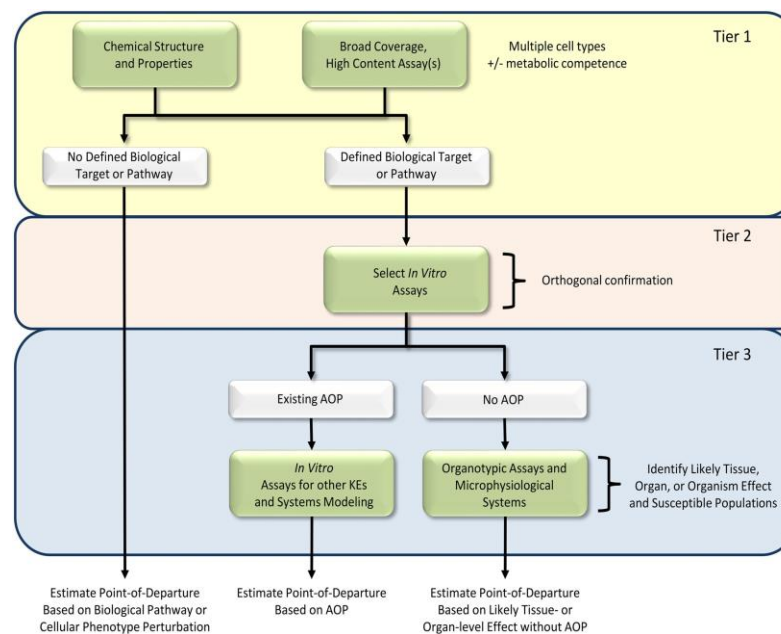 Tier 1
Chemical Structure
and Properties
Broad Coverage,
High Content Assay(s)
Multiple cell types
+/- metabolic competence
No Defined Biological
Target or Pathway
Defined Biological Target
or Pathway
Tier 2
Select In Vitro
Assays
Orthogonal confirmation
Tier 3
Existing AOP
No AOP
In Vitro
Assays for other KEs
and Systems Modeling
Organotypic Assays and
Microphysiological
Systems
Identify Likely Tissue,
Organ, or Organism Effect
and Susceptible Populations
Estimate Point-of-Departure
Based on Biological Pathway or
Cellular Phenotype Perturbation
Estimate Point-of-Departure
Based on AOP
Estimate Point-of-Departure
Based on Likely Tissue- or
Organ-level Effect without AOP